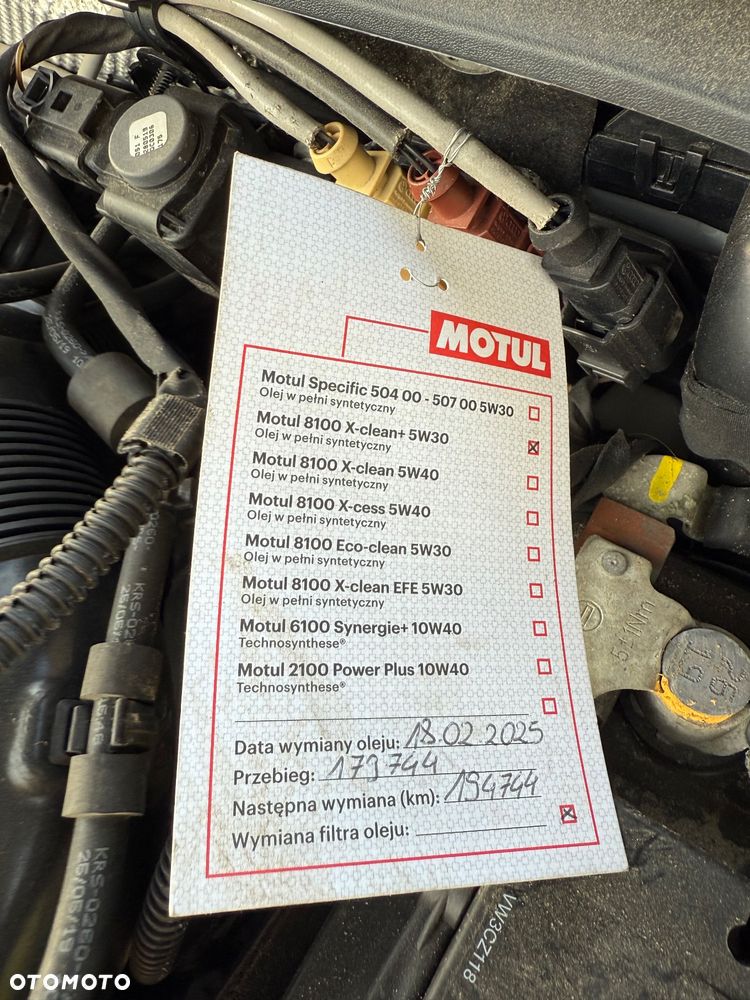 MOTUL
Motul Specific 504 00 - 507 00 5W30
Olej w pełni syntetyczny
Motul 8100 X-clean+ 5W30
Olej w pełni syntetyczny
Motul 8100 X-clean 5W40
Olej w pełni syntetyczny
Motul 8100 X-cess 5W40
Olej w pełni syntetyczny
Motul 8100 Eco-clean 5W30
Olej w pełni syntetyczny
Motul 8100 X-clean EFE 5W30
Olej w pełni syntetyczny
Motul 6100 Synergie+ 10W40
Technosynthese®
Motul 2100 Power Plus 10W40
Technosynthese®
Data wymiany oleju: 18.02.2025
Przebieg: 179744
Następna wymiana (km): 194744
Wymiana filtra oleju:
5±1Nm
VW3CZ118
OTOMOTO